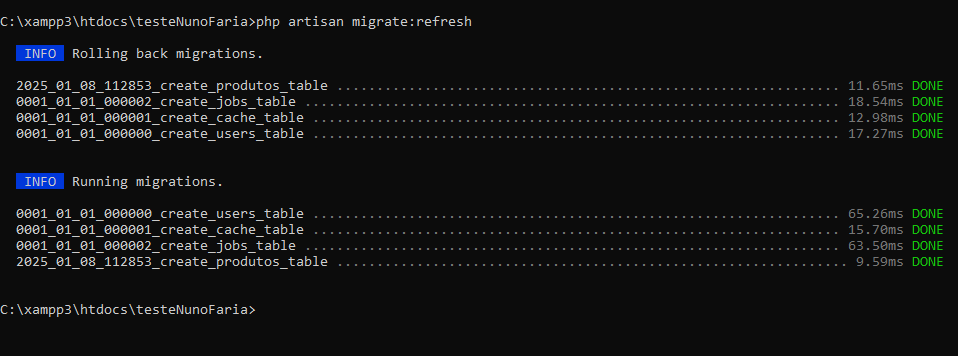 C:\xampp3\htdocs\testeNunoFaria>php artisan migrate:refresh
INFO Rolling back migrations.
2025_01_08_112853_create_produtos_table .............................................................. 11.65ms DONE
0001_01_01_000002_create_jobs_table .................................................................. 18.54ms DONE
0001_01_01_000001_create_cache_table ................................................................. 12.98ms DONE
0001_01_01_000000_create_users_table ................................................................. 17.27ms DONE
INFO Running migrations.
0001_01_01_000000_create_users_table ................................................................. 65.26ms DONE
0001_01_01_000001_create_cache_table ................................................................. 15.70ms DONE
0001_01_01_000002_create_jobs_table .................................................................. 63.50ms DONE
2025_01_08_112853_create_produtos_table ............................................................... 9.59ms DONE
C:\xampp3\htdocs\testeNunoFaria>